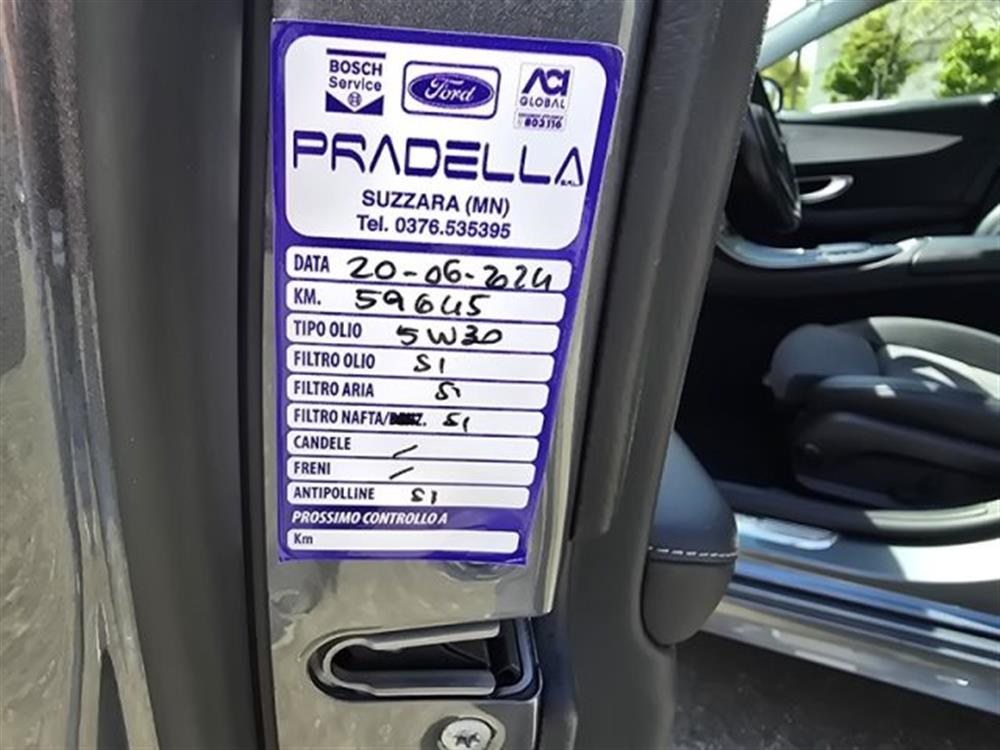 BOSCH
Service
Ford
ACI
GLOBAL
803116
PRADELLA
SUZZARA (MN)
Tel. 0376.535395
DATA 20-06-2024
KM. 59645
TIPO OLIO 5W30
FILTRO OLIO SI
FILTRO ARIA SI
FILTRO NAFTA/ SI
CANDELE /
FRENI /
ANTIPOLLINE SI
PROSSIMO CONTROLLO A
Km